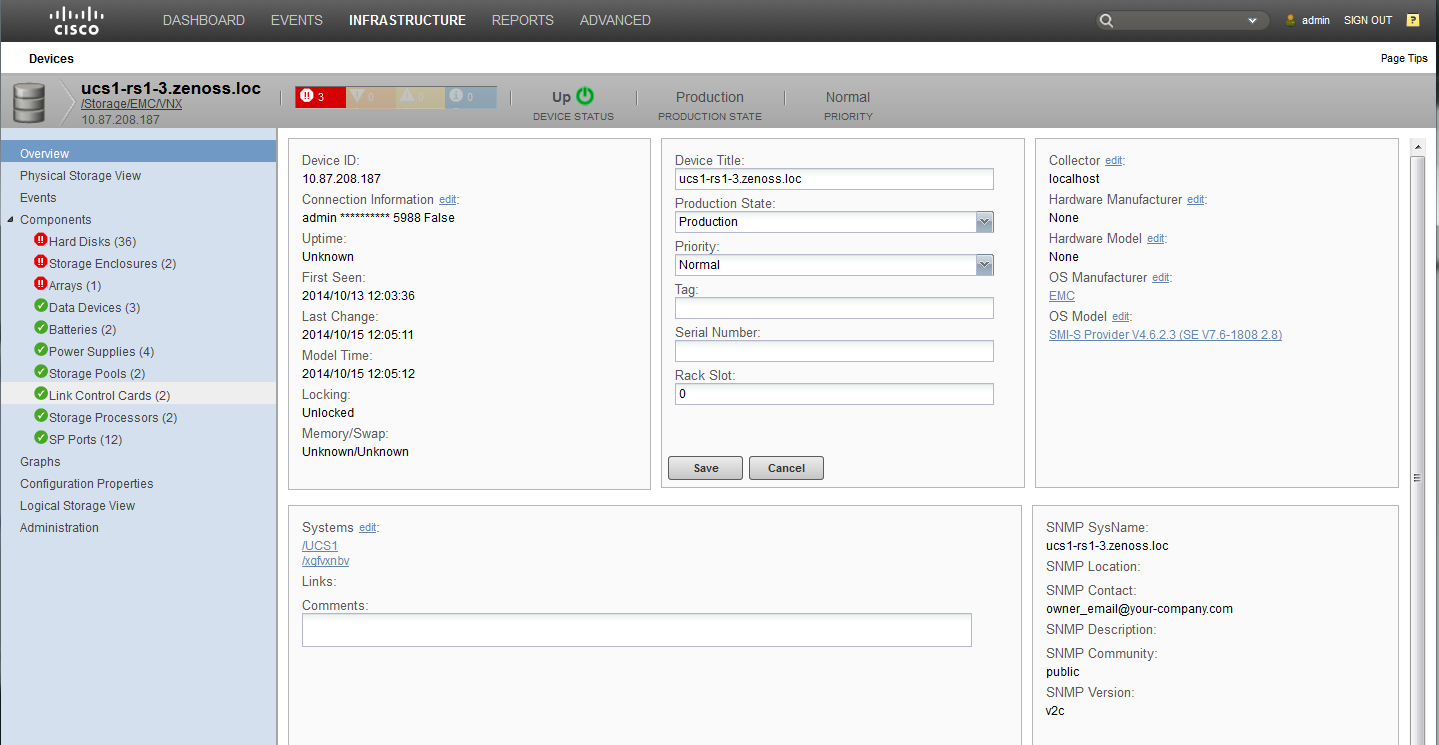 CISCO
DASHBOARD EVENTS INFRASTRUCTURE REPORTS ADVANCED
admin SIGN OUT ?
Devices
Page Tips
ucs1-rs1-3.zenoss.loc
/Storage/EMC/VNX
10.87.208.187
3 0 0 0
Up
DEVICE STATUS
Production
PRODUCTION STATE
Normal
PRIORITY
Overview
Physical Storage View
Events
Components
Hard Disks (36)
Storage Enclosures (2)
Arrays (1)
Data Devices (3)
Batteries (2)
Power Supplies (4)
Storage Pools (2)
Link Control Cards (2)
Storage Processors (2)
SP Ports (12)
Graphs
Configuration Properties
Logical Storage View
Administration
Device ID:
10.87.208.187
Connection Information edit:
admin ********** 5988 False
Uptime:
Unknown
First Seen:
2014/10/13 12:03:36
Last Change:
2014/10/15 12:05:11
Model Time:
2014/10/15 12:05:12
Locking:
Unlocked
Memory/Swap:
Unknown/Unknown
Device Title:
ucs1-rs1-3.zenoss.loc
Production State:
Production
Priority:
Normal
Tag:
Serial Number:
Rack Slot:
0
Save Cancel
Collector edit:
localhost
Hardware Manufacturer edit:
None
Hardware Model edit:
None
OS Manufacturer edit:
EMC
OS Model edit:
SMI-S Provider V4.6.2.3 (SE V7.6-1808 2.8)
Systems edit:
/UCS1
/xqfvxnbv
Links:
Comments:
SNMP SysName:
ucs1-rs1-3.zenoss.loc
SNMP Location:
SNMP Contact:
owner_email@your-company.com
SNMP Description:
SNMP Community:
public
SNMP Version:
v2c